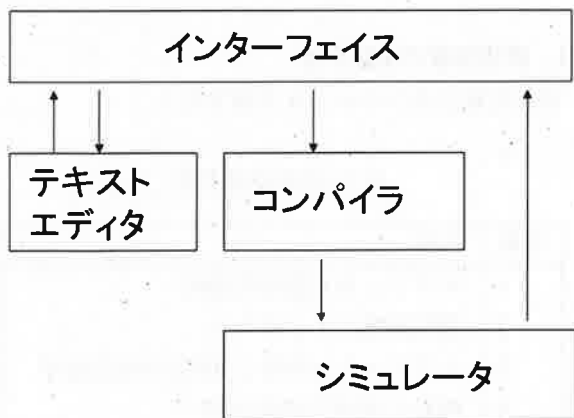 インターフェイス
テキスト
エディタ
コンパイラ
シミュレータ